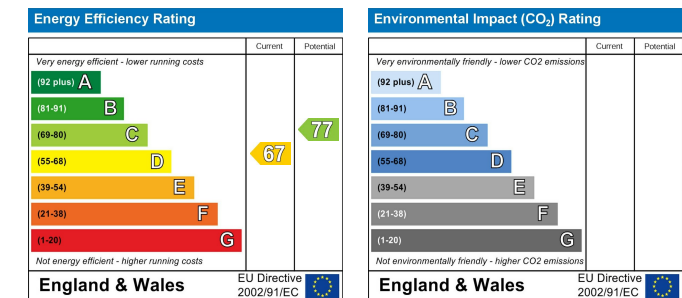 Energy Efficiency Rating
Current Potential
Very energy efficient - lower running costs
(92 plus) A
(81-91) B
(69-80) C
77
(55-68) D
67
(39-54) E
(21-38) F
(1-20) G
Not energy efficient - higher running costs
England & Wales
EU Directive
2002/91/EC
Environmental Impact (CO₂) Rating
Current Potential
Very environmentally friendly - lower CO2 emissions
(92 plus) A
(81-91) B
(69-80) C
(55-68) D
(39-54) E
(21-38) F
(1-20) G
Not environmentally friendly - higher CO2 emissions
England & Wales
EU Directive
2002/91/EC